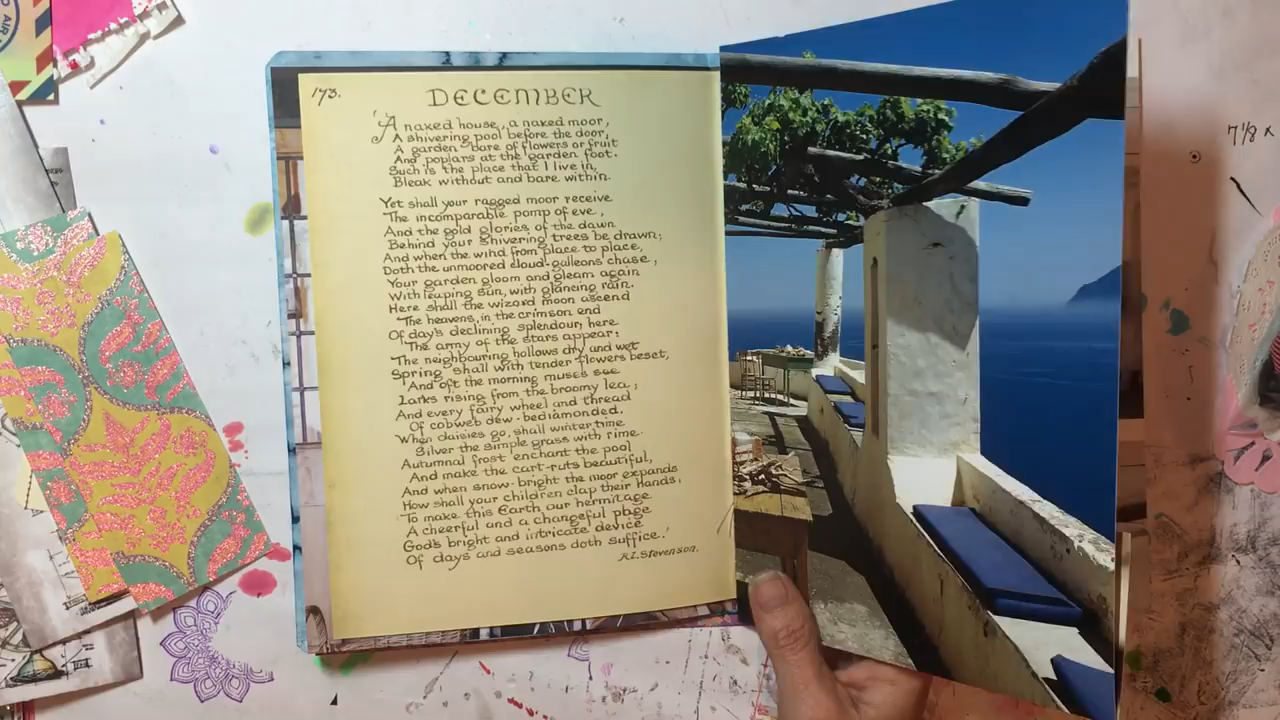 173.
DECEMBER
'A naked house, a naked moor,
A shivering pool before the door,
A garden bare of flowers or fruit
And poplars at the garden foot.
Such is the place that I live in,
Bleak without and bare within.
Yet shall your ragged moor receive
The incomparable pomp of eve,
And the gold glories of the dawn
Behind your shivering trees be drawn;
And when the wind from place to place,
Doth the unmoored cloud-galleons chase,
Your garden gloom and gleam again
With leaping sun, with glancing rain.
Here shall the wizard moon ascend
The heavens, in the crimson end
Of day's declining splendour; here
The army of the stars appear:
The neighbouring hollows dry and wet
Spring shall with tender flowers beset,
And oft the morning muses see
Larks rising from the broomy lea;
And every fairy wheel and thread
Of cobweb dew-bediamonded.
When daisies go, shall winter time
Silver the simple grass with rime.
Autumnal frost enchant the pool
And make the cart-ruts beautiful,
And when snow-bright the moor expands
How shall your children clap their hands,
To make this Earth our hermitage
A cheerful and a changeful page
God's bright and intricate device
Of days and seasons doth suffice.'
R.L. Stevenson.
7 1/8 x